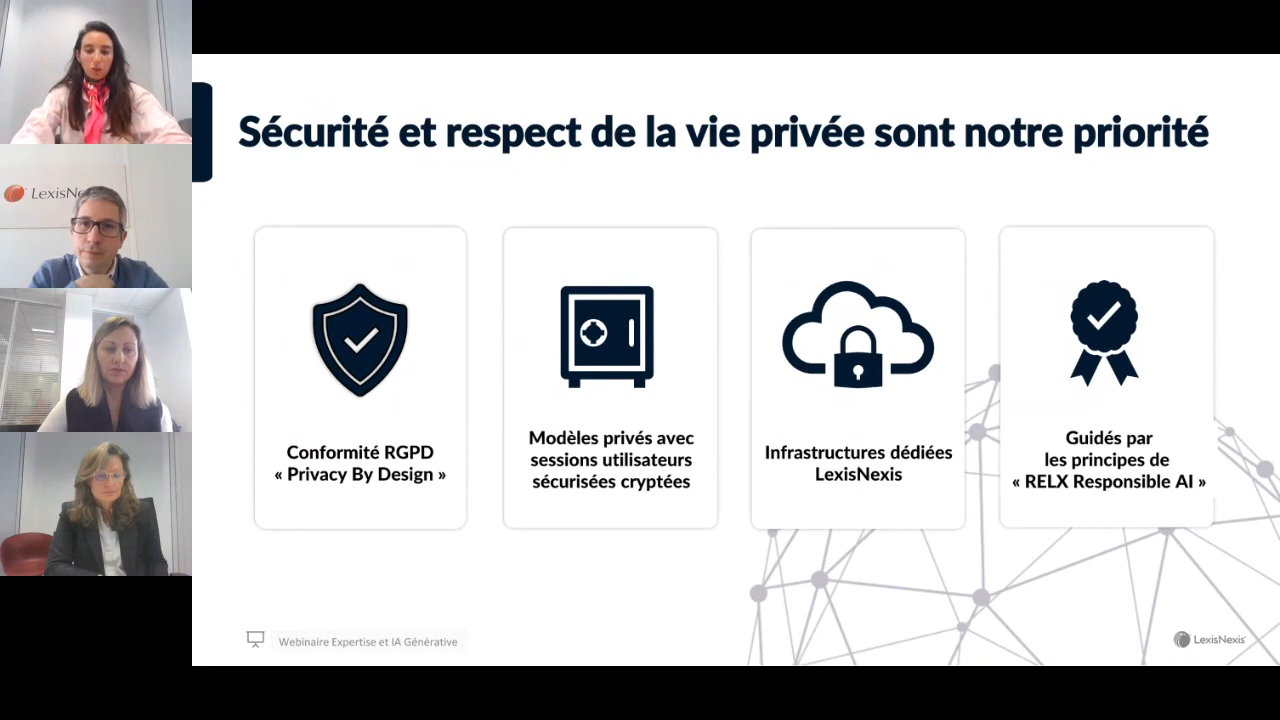 Sécurité et respect de la vie privée sont notre priorité
Conformité RGPD
« Privacy By Design »
Modèles privés avec
sessions utilisateurs
sécurisées cryptées
Infrastructures dédiées
LexisNexis
Guidés par
les principes de
« RELX Responsible AI »
Webinaire Expertise et IA Générative
LexisNexis